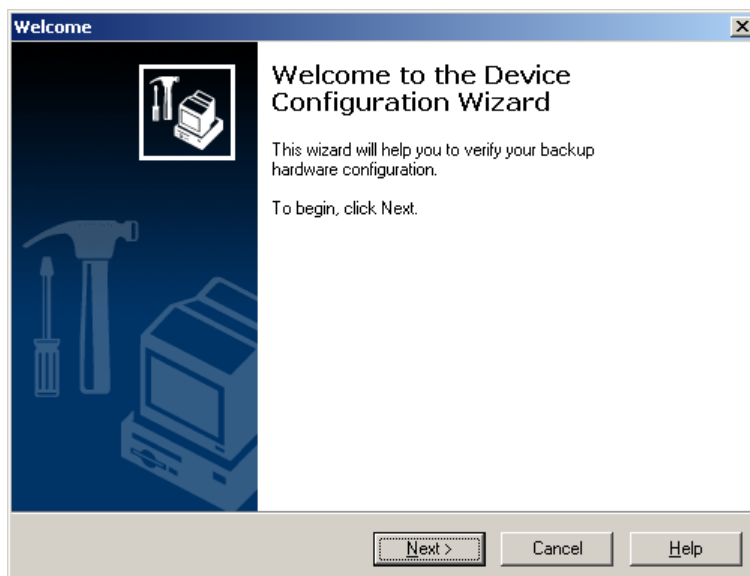 Welcome
Welcome to the Device
Configuration Wizard
This wizard will help you to verify your backup
hardware configuration.
To begin, click Next.
Next >
Cancel
Help